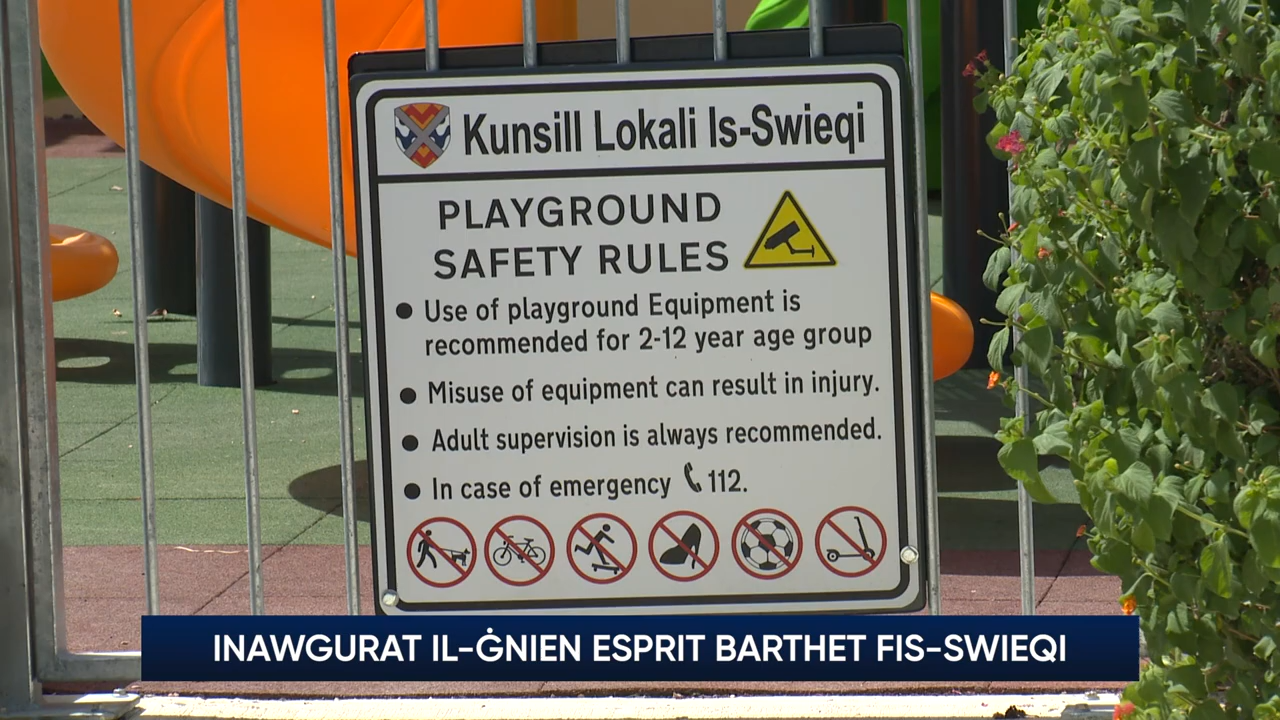 Kunsill Lokali Is-Swieqi
PLAYGROUND
SAFETY RULES
● Use of playground Equipment is
recommended for 2-12 year age group
● Misuse of equipment can result in injury.
● Adult supervision is always recommended.
● In case of emergency 112.
INAWGURAT IL-ĠNIEN ESPRIT BARTHET FIS-SWIEQI